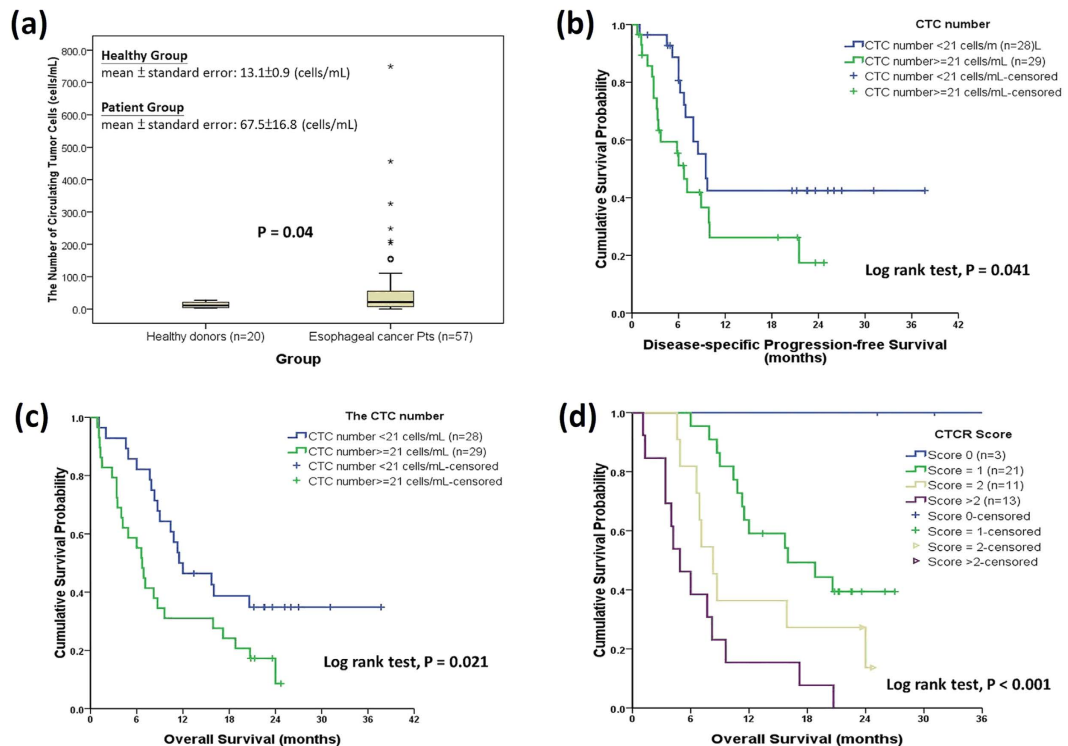 (a)
Healthy Group
mean ± standard error: 13.1±0.9 (cells/mL)
Patient Group
mean ± standard error: 67.5±16.8 (cells/mL)
P = 0.04
The Number of Circulating Tumor Cells (cells/mL)
800.0
700.0
600.0
500.0
400.0
300.0
200.0
100.0
0.0
Healthy donors (n=20)
Esophageal cancer Pts (n=57)
Group
(b)
CTC number
CTC number <21 cells/m (n=28)L
CTC number>=21 cells/mL (n=29)
CTC number <21 cells/mL-censored
CTC number>=21 cells/mL-censored
Cumulative Survival Probability
1.0
0.8
0.6
0.4
0.2
0.0
Log rank test, P = 0.041
0 6 12 18 24 30 36 42
Disease-specific Progression-free Survival
(months)
(c)
The CTC number
CTC number <21 cells/mL (n=28)
CTC number>=21 cells/mL (n=29)
CTC number <21 cells/mL-censored
CTC number>=21 cells/mL-censored
Cumulative Survival Probability
1.0
0.8
0.6
0.4
0.2
0.0
Log rank test, P = 0.021
0 6 12 18 24 30 36 42
Overall Survival (months)
(d)
CTCR Score
Score 0 (n=3)
Score = 1 (n=21)
Score = 2 (n=11)
Score >2 (n=13)
Score 0-censored
Score = 1-censored
Score = 2-censored
Score >2-censored
Cumulative Survival Probability
1.0
0.8
0.6
0.4
0.2
0.0
Log rank test, P < 0.001
0 6 12 18 24 30 36
Overall Survival (months)